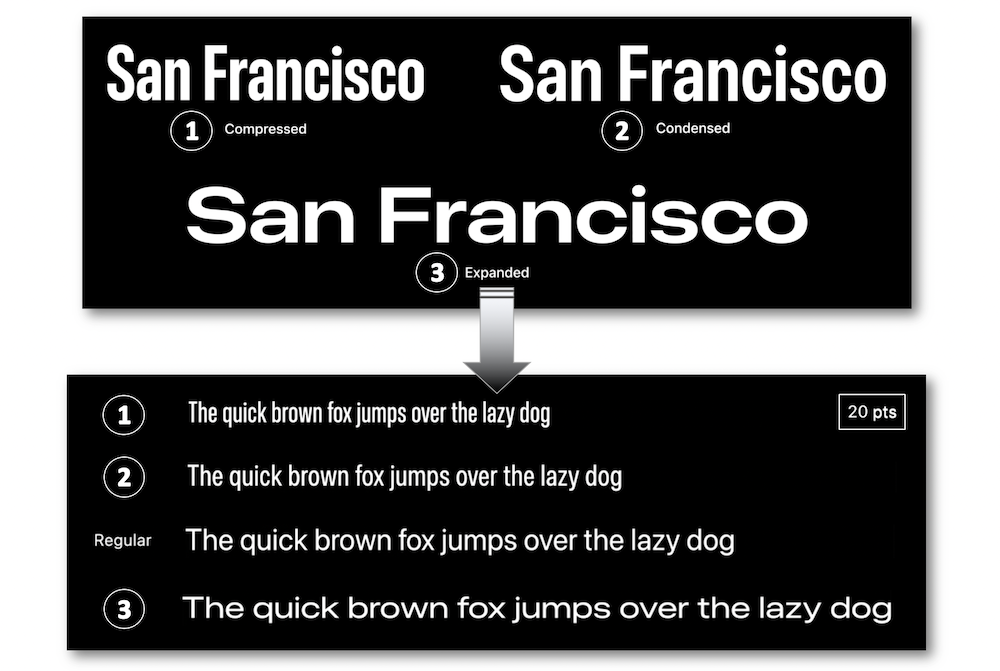 San Francisco
1 Compressed
San Francisco
2 Condensed
San Francisco
3 Expanded
1 The quick brown fox jumps over the lazy dog
20 pts
2 The quick brown fox jumps over the lazy dog
Regular The quick brown fox jumps over the lazy dog
3 The quick brown fox jumps over the lazy dog